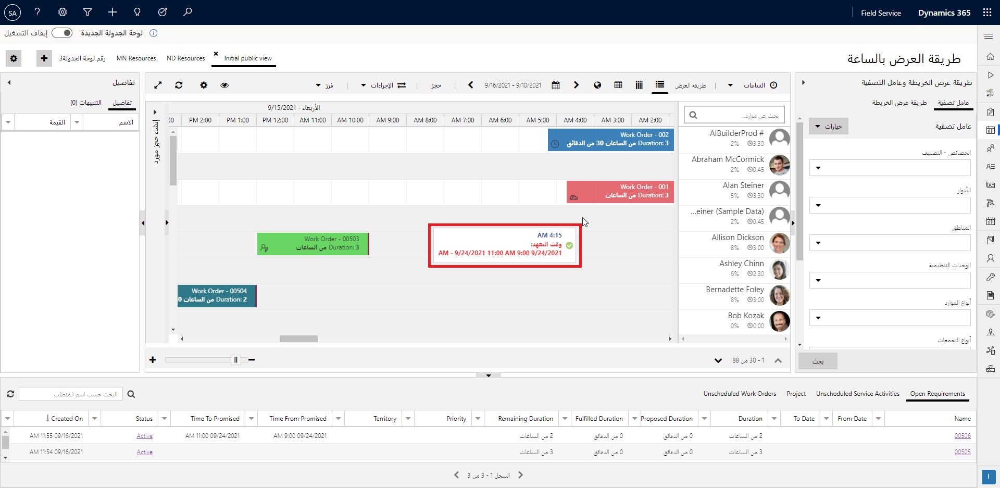 Dynamics 365
Field Service
?
SA
لوحة الجدولة الجديدة
إيقاف التشغيل
طريقة العرض بالساعة
Initial public view
ND Resources
MN Resources
رقم لوحة الجدولة3
طريقة عرض الخريطة وعامل التصفية
عامل تصفية
طريقة عرض الخريطة
عامل تصفية
خيارات
الخصائص - التصنيف
الأدوار
المناطق
الوحدات التنظيمية
أنواع الموارد
أنواع التجمعات
بحث
الساعات
طريقة العرض
9/16/2021 - 9/10/2021
حجز
الإجراءات
فرز
بحث عن موارد...
AIBuilderProd #
2% 3:30
Abraham McCormick
2% 0:45
Alan Steiner
5% 8:30
...einer (Sample Data)
2% 0:45
Allison Dickson
8% 3:00
Ashley Chinn
6% 2:30
Bernadette Foley
8% 3:00
Bob Kozak
0% 0:00
الأربعاء - 9/15/2021
AM 2:00
AM 3:00
AM 4:00
AM 5:00
AM 6:00
AM 7:00
AM 8:00
AM 9:00
AM 10:00
AM 11:00
PM 12:00
PM 1:00
PM 2:00
00
Work Order - 002
Duration: 3 من الساعات 30 من الدقائق
Work Order - 001
Duration: 3 من الساعات
AM 4:15
وقت التعهد:
AM - 9/24/2021 11:00 AM 9:00 9/24/2021
Work Order - 00503
Duration: 3 من الساعات
Work Order - 00504
Duration: 2 من الساعات 30
1 - 30 من 88
إنشاء حجز مورد
تفاصيل
تفاصيل
التنبيهات (0)
الاسم
القيمة
Open Requirements
Unscheduled Service Activities
Project
Unscheduled Work Orders
البحث حسب اسم المتطلب
Name
From Date
To Date
Duration
Proposed Duration
Fulfilled Duration
Remaining Duration
Priority
Territory
Time From Promised
Time To Promised
Status
Created On
00506
2 من الساعات
0 من الدقائق
0 من الدقائق
2 من الساعات
AM 9:00 09/24/2021
AM 11:00 09/24/2021
Active
AM 11:55 09/16/2021
00505
3 من الساعات
0 من الدقائق
0 من الدقائق
3 من الساعات
Active
AM 11:54 09/16/2021
السجل 1 - 3 من 3
I